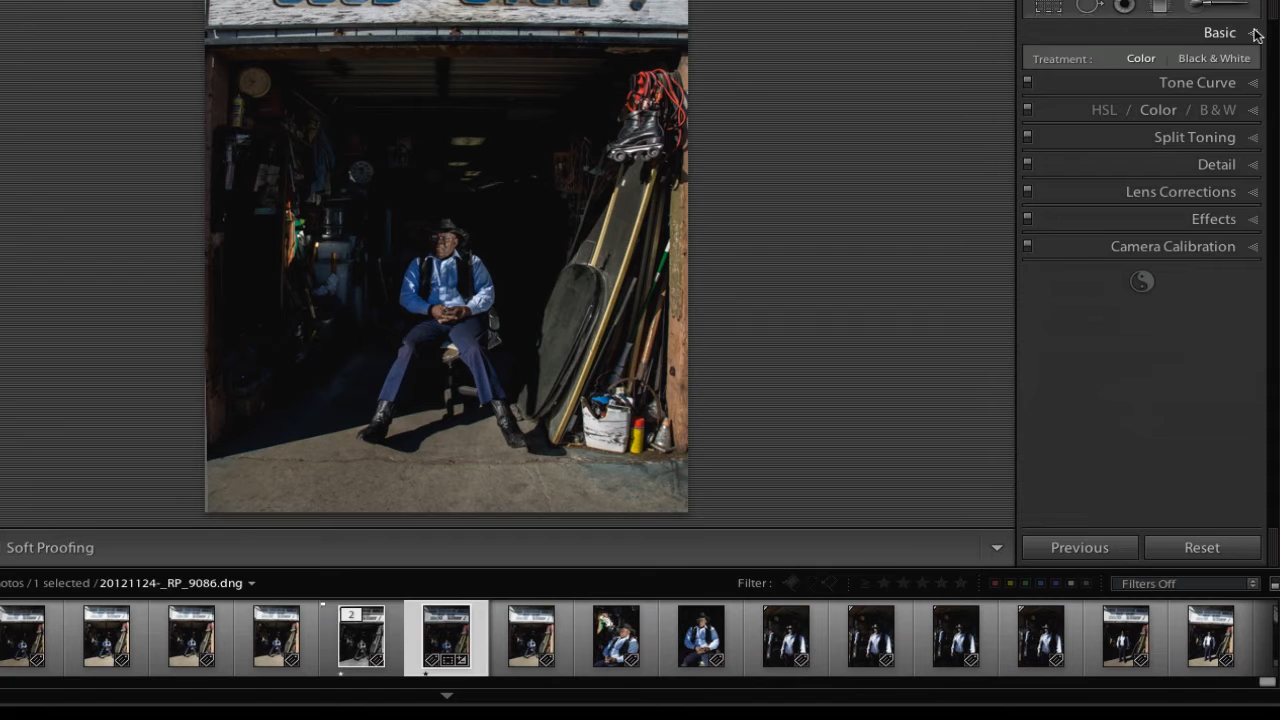 Basic
Treatment : Color | Black & White
Tone Curve
HSL / Color / B & W
Split Toning
Detail
Lens Corrections
Effects
Camera Calibration
Soft Proofing
Previous
Reset
/ 1 selected / 20121124-_RP_9086.dng
Filter :
Filters Off
2